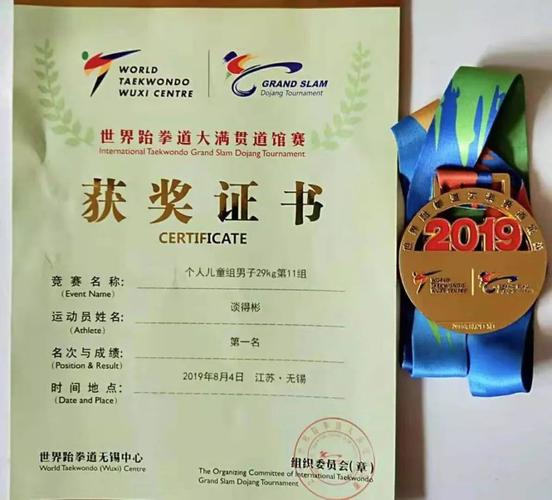 WORLD
TAEKWONDO
WUXI CENTRE
GRAND SLAM
Dojang Tournament
世界跆拳道大满贯道馆赛
International Taekwondo Grand Slam Dojang Tournament
获奖证书
CERTIFICATE
竞赛名称: 个人儿童组男子29kg第11组
(Event Name)
运动员姓名: 谈得彬
(Athlete)
名次与成绩: 第一名
(Position & Result)
时间地点: 2019年8月4日 江苏·无锡
(Date and Place)
世界跆拳道无锡中心
World Taekwondo (Wuxi) Centre
组织委员会(章)
The Organizing Committee of International Taekwondo
Grand Slam Dojang Tournament
2019